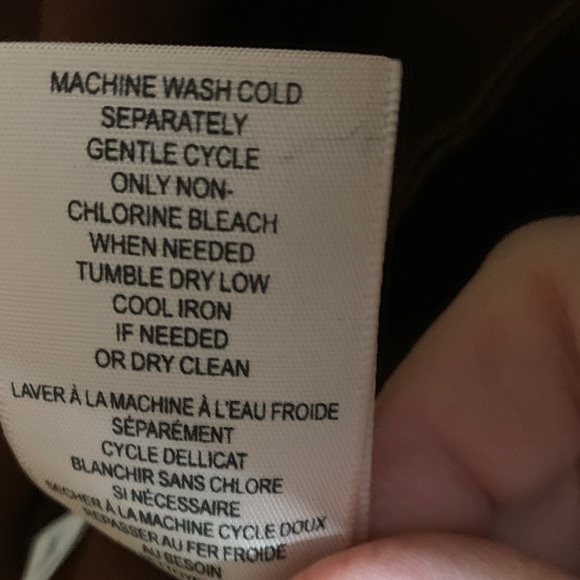 MACHINE WASH COLD
SEPARATELY
GENTLE CYCLE
ONLY NON-
CHLORINE BLEACH
WHEN NEEDED
TUMBLE DRY LOW
COOL IRON
IF NEEDED
OR DRY CLEAN
LAVER À LA MACHINE À L'EAU FROIDE
SÉPARÉMENT
CYCLE DELLICAT
BLANCHIR SANS CHLORE
SI NÉCESSAIRE
SÉCHER À LA MACHINE CYCLE DOUX
REPASSER AU FER FROIDE
AU BESOIN